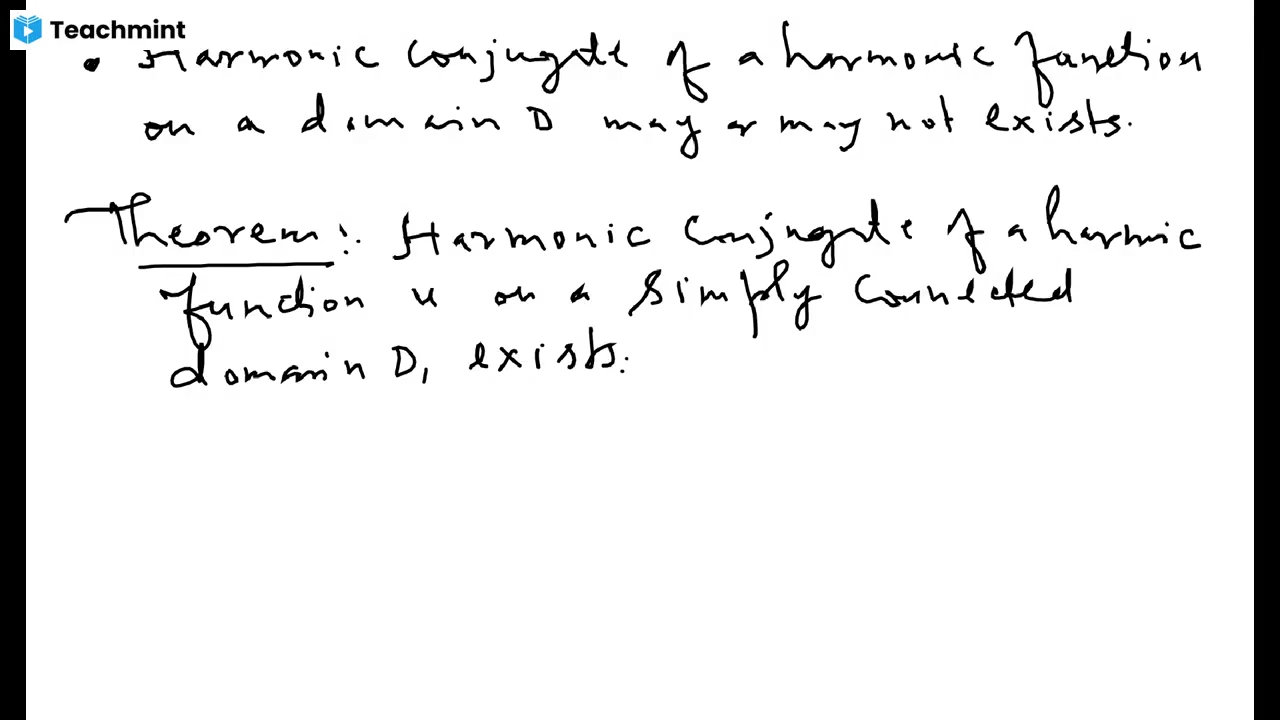 Teachmint
• Harmonic conjugate of a harmonic function
on a domain D may or may not exists.
Theorem: Harmonic Conjugate of a harmic
function u on a simply connected
domain D, exists.